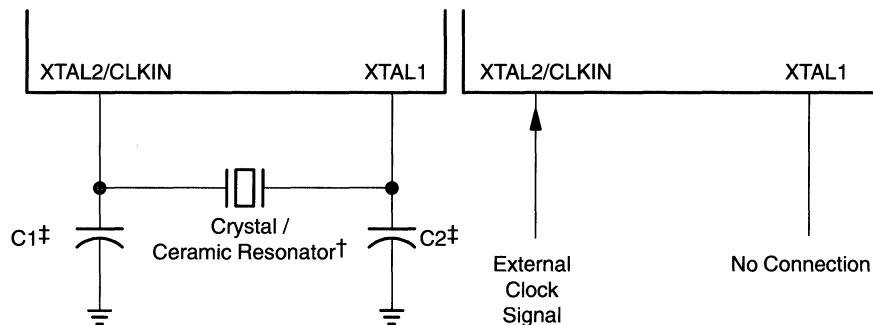 XTAL2/CLKIN
XTAL1
C1‡
Crystal /
Ceramic Resonator†
C2‡
XTAL2/CLKIN
XTAL1
External
Clock
Signal
No Connection